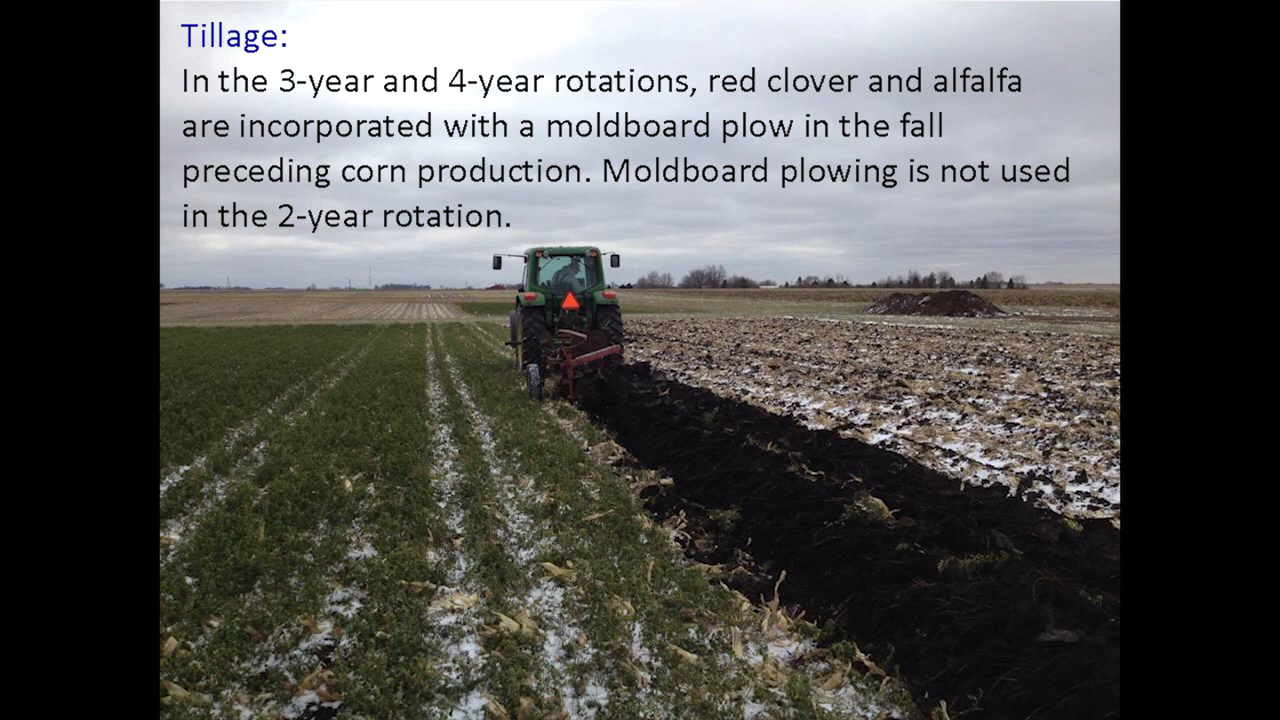 Tillage:
In the 3-year and 4-year rotations, red clover and alfalfa
are incorporated with a moldboard plow in the fall
preceding corn production. Moldboard plowing is not used
in the 2-year rotation.